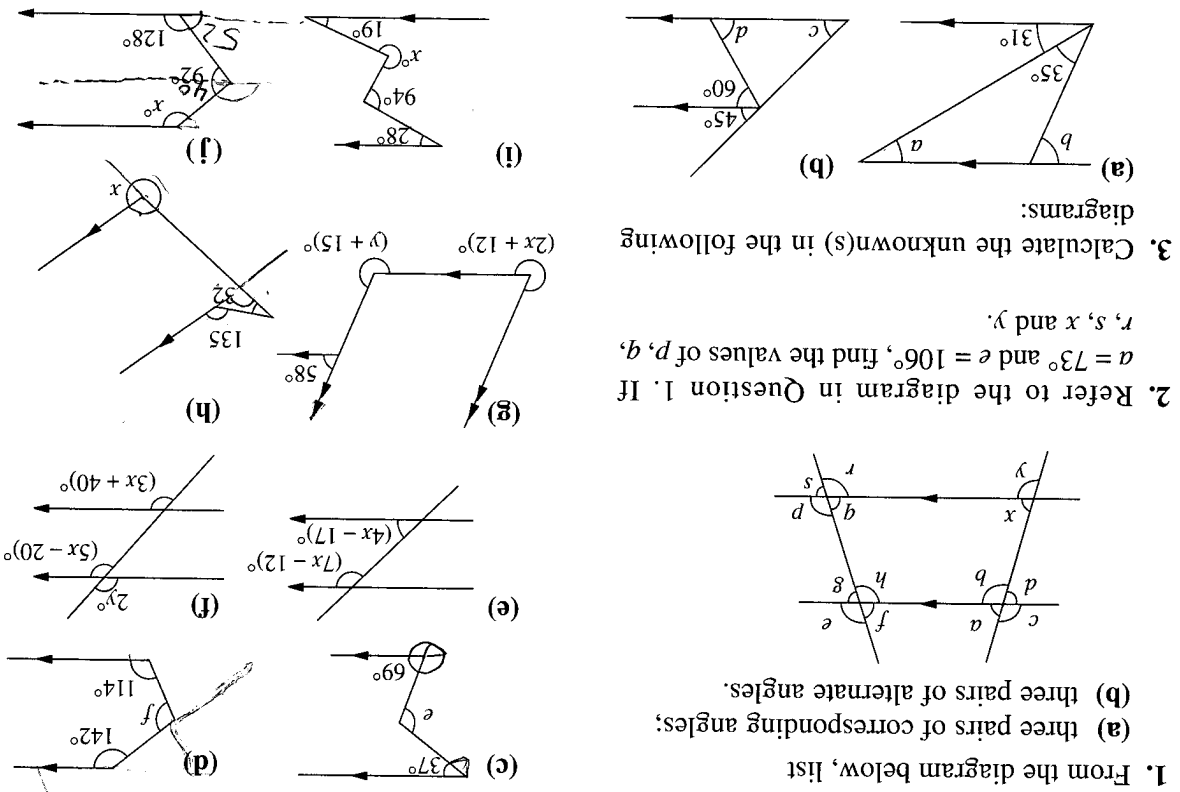 1. From the diagram below, list
(a) three pairs of corresponding angles;
(b) three pairs of alternate angles.
c a f e
d b h g
x q p
y r s
2. Refer to the diagram in Question 1. If
a = 73° and e = 106°, find the values of p, q,
r, s, x and y.
3. Calculate the unknown(s) in the following
diagrams:
(a) b a 35° 31°
(b) 45° 60° c d
(c) 37° e 69°
(d) 142° f 114°
(e) (7x − 12)° (4x − 17)°
(f) 2y° (5x − 20)° (3x + 40)°
(g) 58° (2x + 12)° (y + 15)°
(h) 135 32 x
(i) 28° 94° x° 19°
(j) x° 92° 128°
40
52